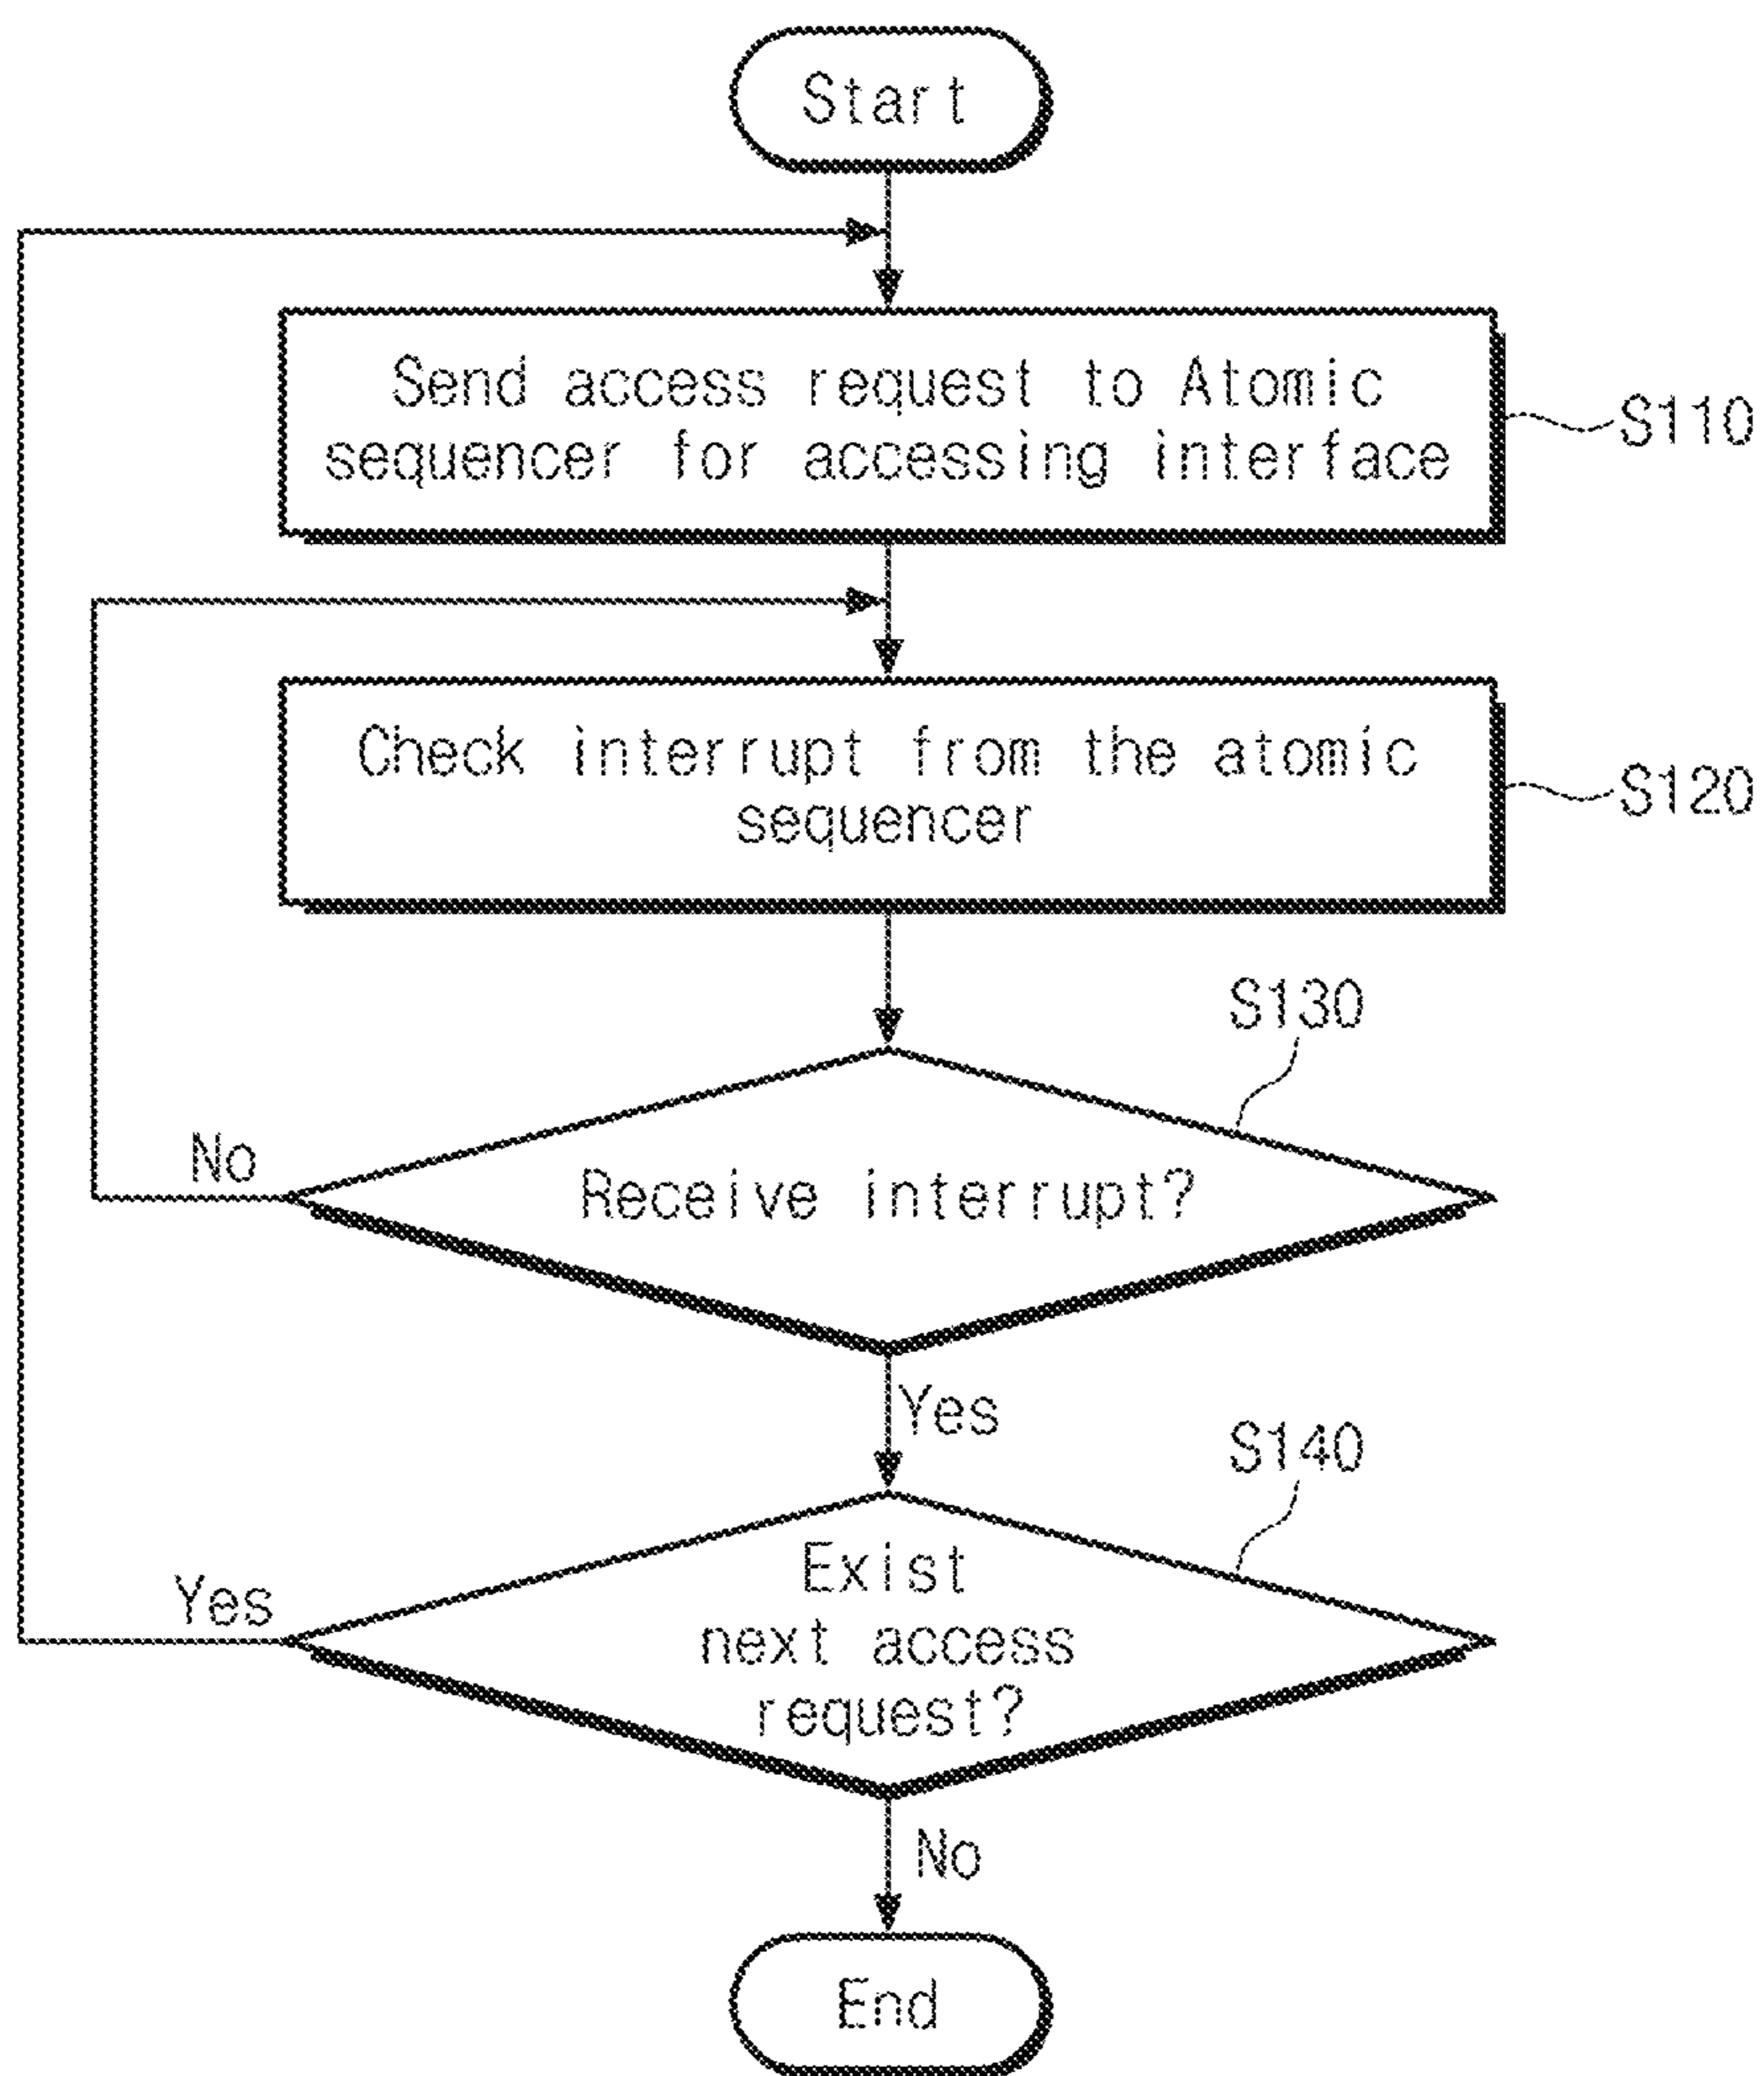 Start
Send access request to Atomic
sequencer for accessing interface
S110
Check interrupt from the atomic
sequencer
S120
S130
No
Receive interrupt?
Yes
S140
Yes
Exist
next access
request?
No
End